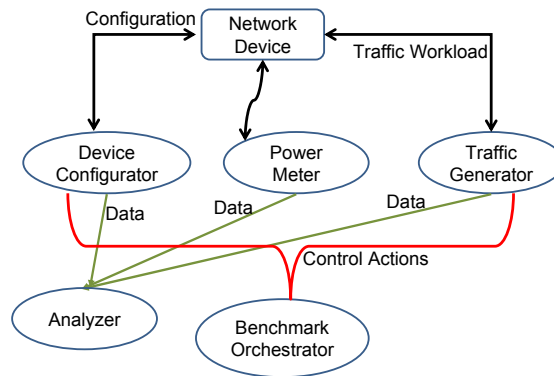 Configuration
Network
Device
Traffic Workload
Device
Configurator
Power
Meter
Traffic
Generator
Data
Data
Data
Control Actions
Analyzer
Benchmark
Orchestrator